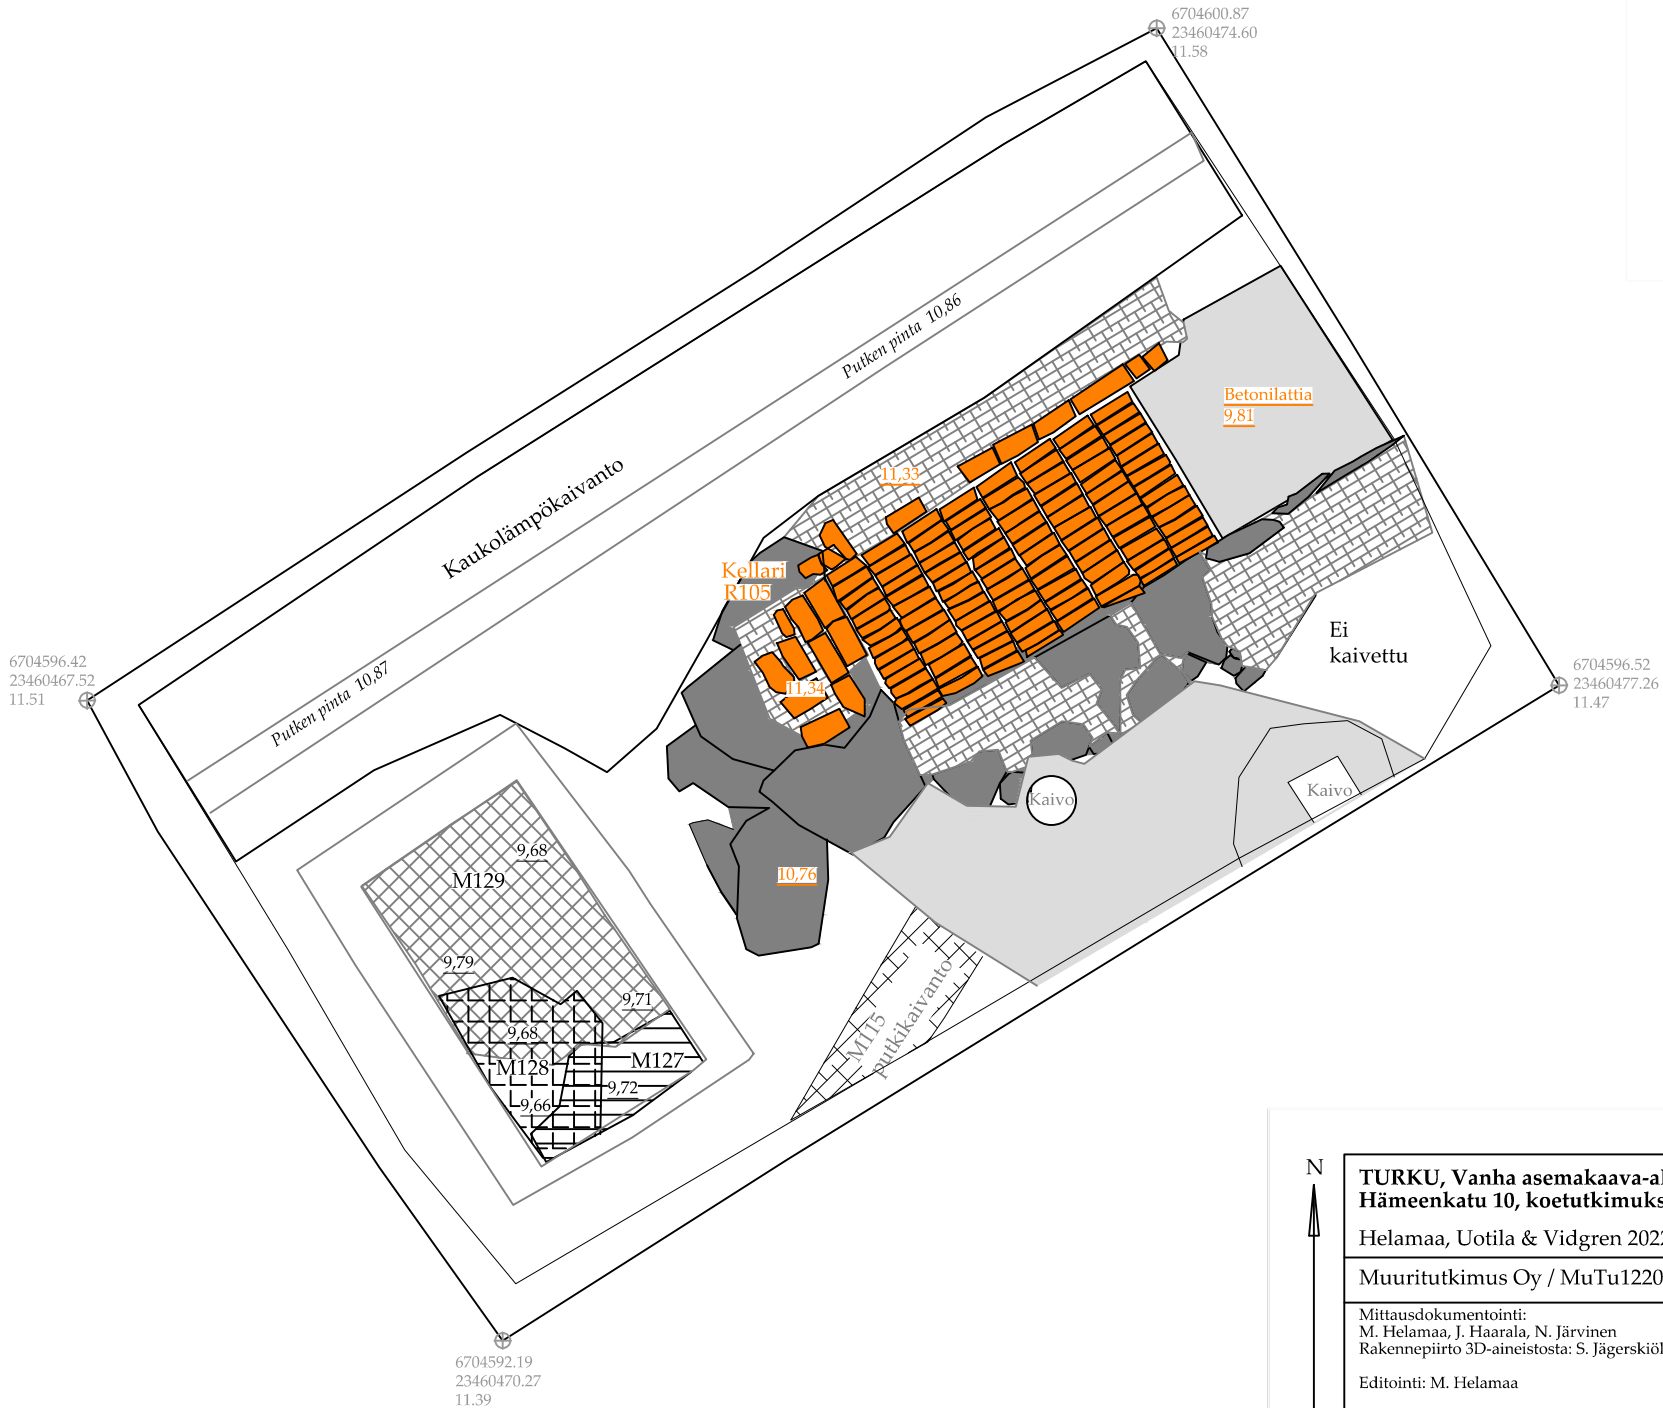 6704600.87
23460474.60
11.58
Putken pinta 10,86
Betonilattia
9,81
Kaukolämpökaivanto
11,33
Kellari
R105
Ei
kaivettu
6704596.42
23460467.52
11.51
6704596.52
23460477.26
11.47
Putken pinta 10,87
11,34
Kaivo
Kaivo
9,68
M129
10,76
9,79
9,71
9,68
M128
M127
9,72
9,66
M115
putkikaivanto
6704592.19
23460470.27
11.39
N
TURKU, Vanha asemakaava-al
Hämeenkatu 10, koetutkimuks
Helamaa, Uotila & Vidgren 2022
Muuritutkimus Oy / MuTu1220
Mittausdokumentointi:
M. Helamaa, J. Haarala, N. Järvinen
Rakennepiirto 3D-aineistosta: S. Jägerskiöl
Editointi: M. Helamaa